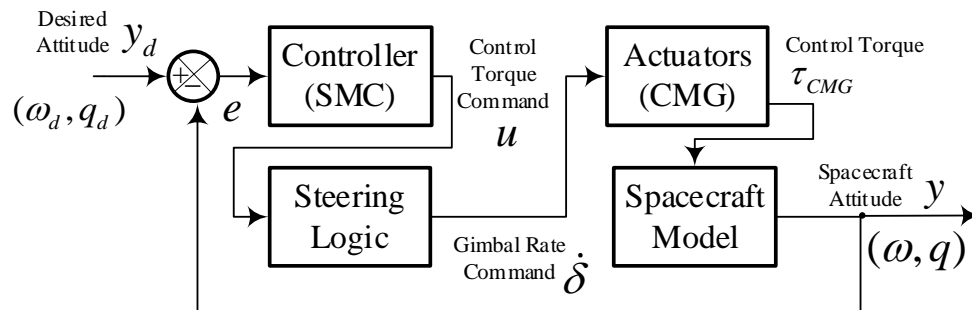 Desired
Attitude y_d
(ω_d, q_d)
+
−
e
Controller
(SMC)
Control
Torque
Command
u
Actuators
(CMG)
Control Torque
τ_CMG
Steering
Logic
Gimbal Rate
Command δ̇
Spacecraft
Model
Spacecraft
Attitude y
(ω, q)